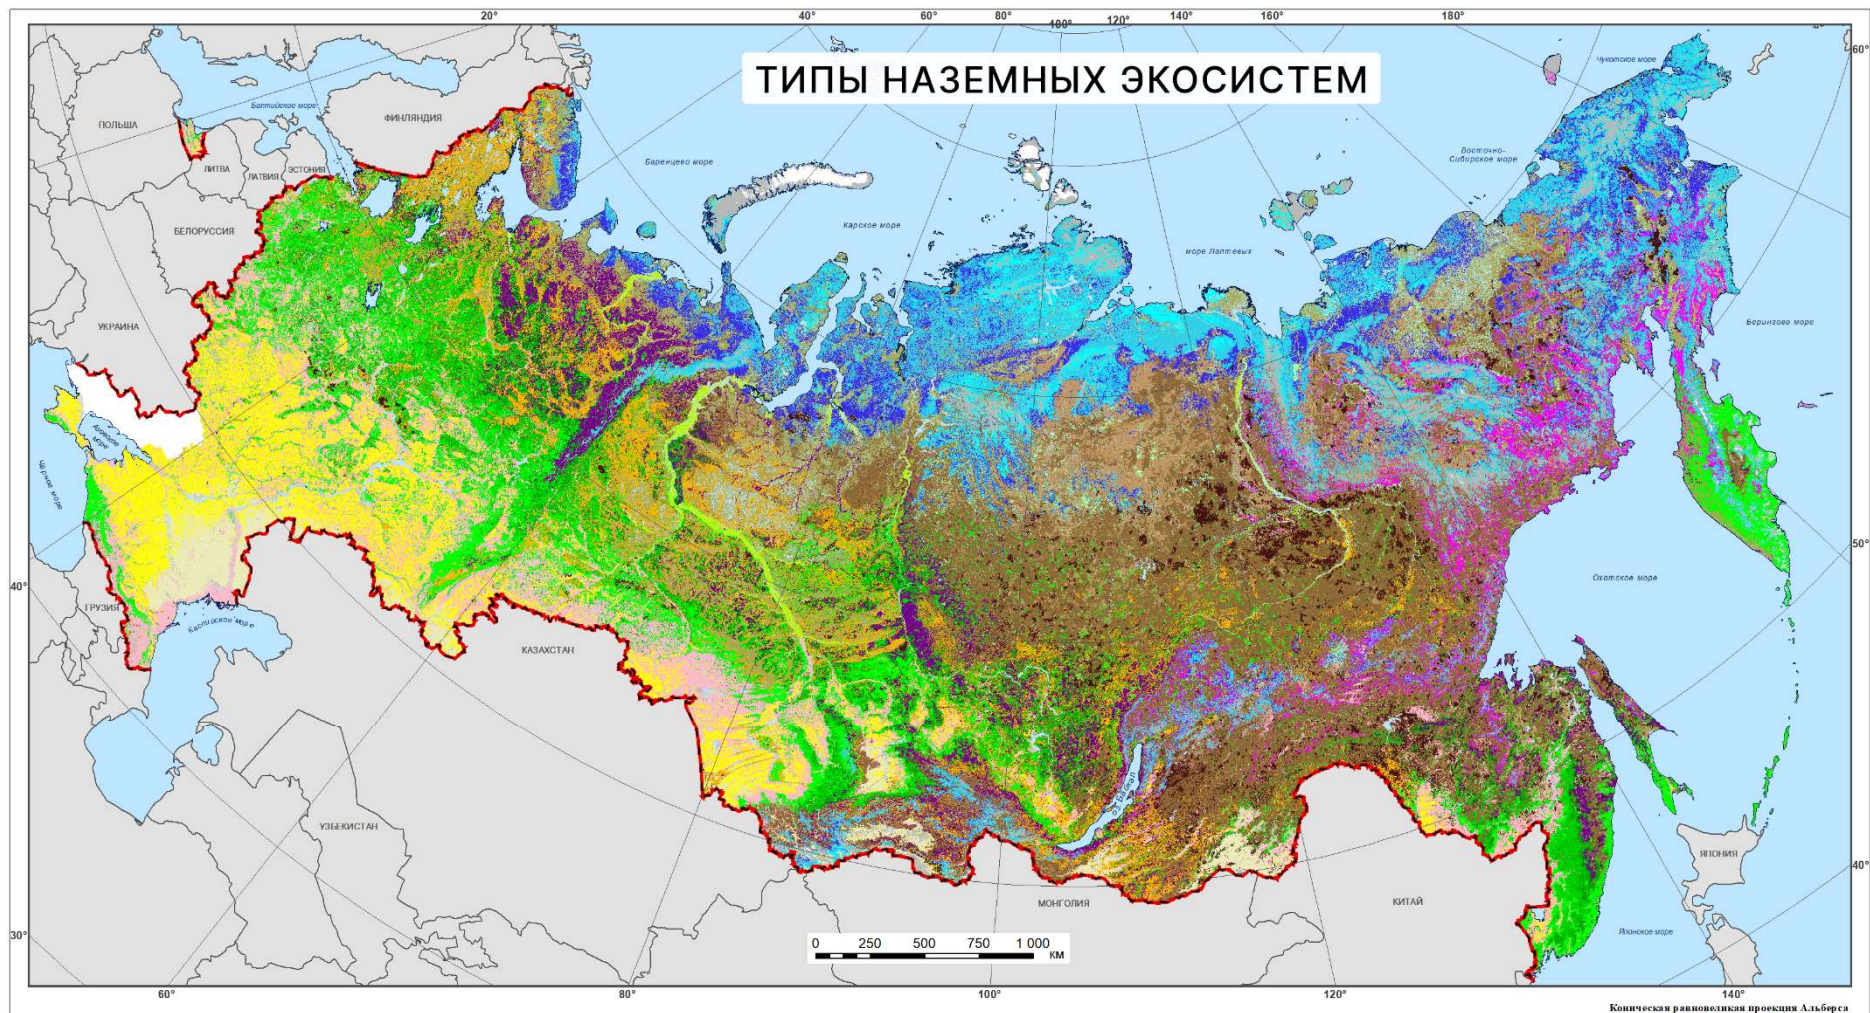 20° 40° 60° 80° 100° 120° 140° 160° 180°
ТИПЫ НАЗЕМНЫХ ЭКОСИСТЕМ
60°
Чукотское море
Балтийское море
ПОЛЬША
ФИНЛЯНДИЯ
Баренцево море
Восточно-
Сибирское море
ЛИТВА
ЛАТВИЯ
ЭСТОНИЯ
БЕЛОРУССИЯ
Карское море
море Лаптевых
УКРАИНА
Берингово море
Азовское
море
Чёрное море
50°
40°
Охотское море
ГРУЗИЯ
Каспийское море
КАЗАХСТАН
оз. Байкал
УЗБЕКИСТАН
ЯПОНИЯ
40°
МОНГОЛИЯ
КИТАЙ
Японское море
30°
0 250 500 750 1 000
км
60° 80° 100° 120° 140°
Коническая равновеликая проекция Альберса